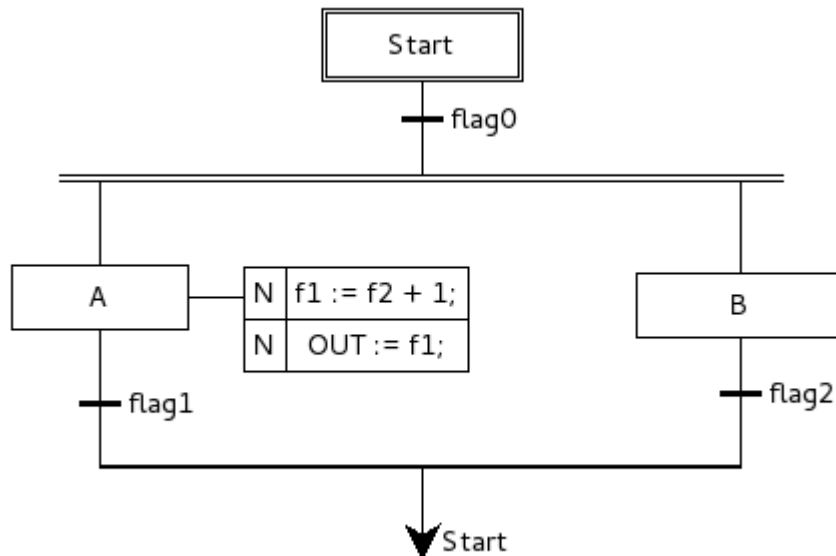 Start
flag0
A
N f1 := f2 + 1;
N OUT := f1;
B
flag1
flag2
Start